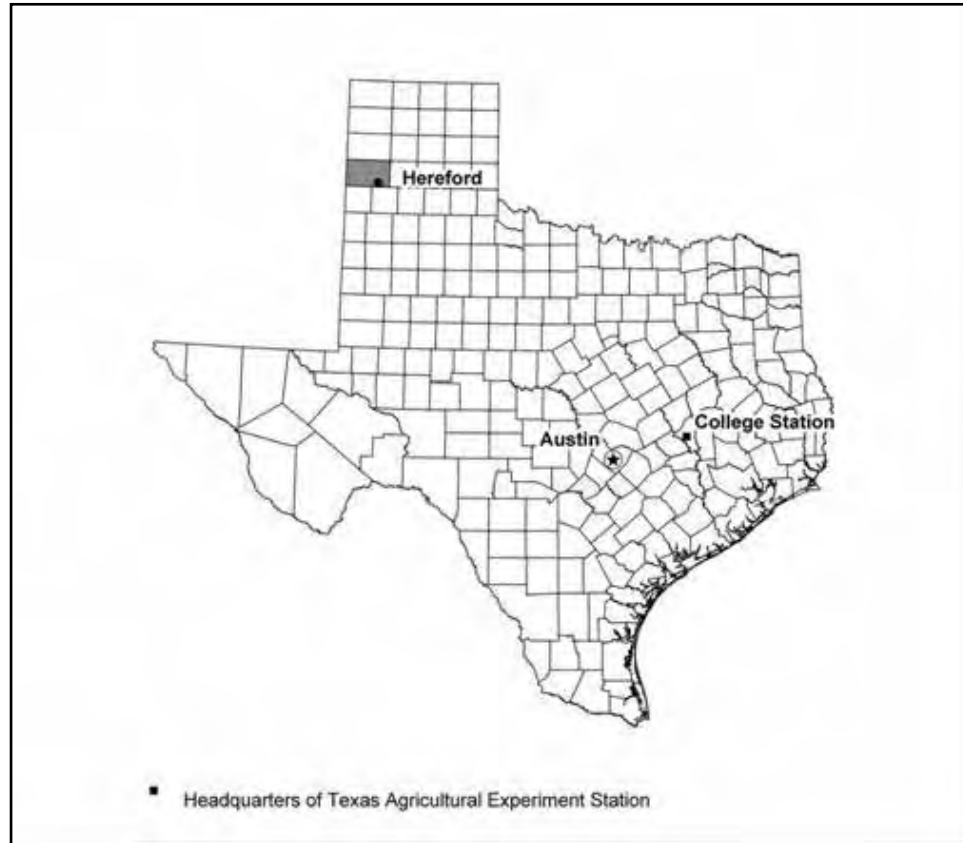 Hereford
College Station
Austin
Headquarters of Texas Agricultural Experiment Station